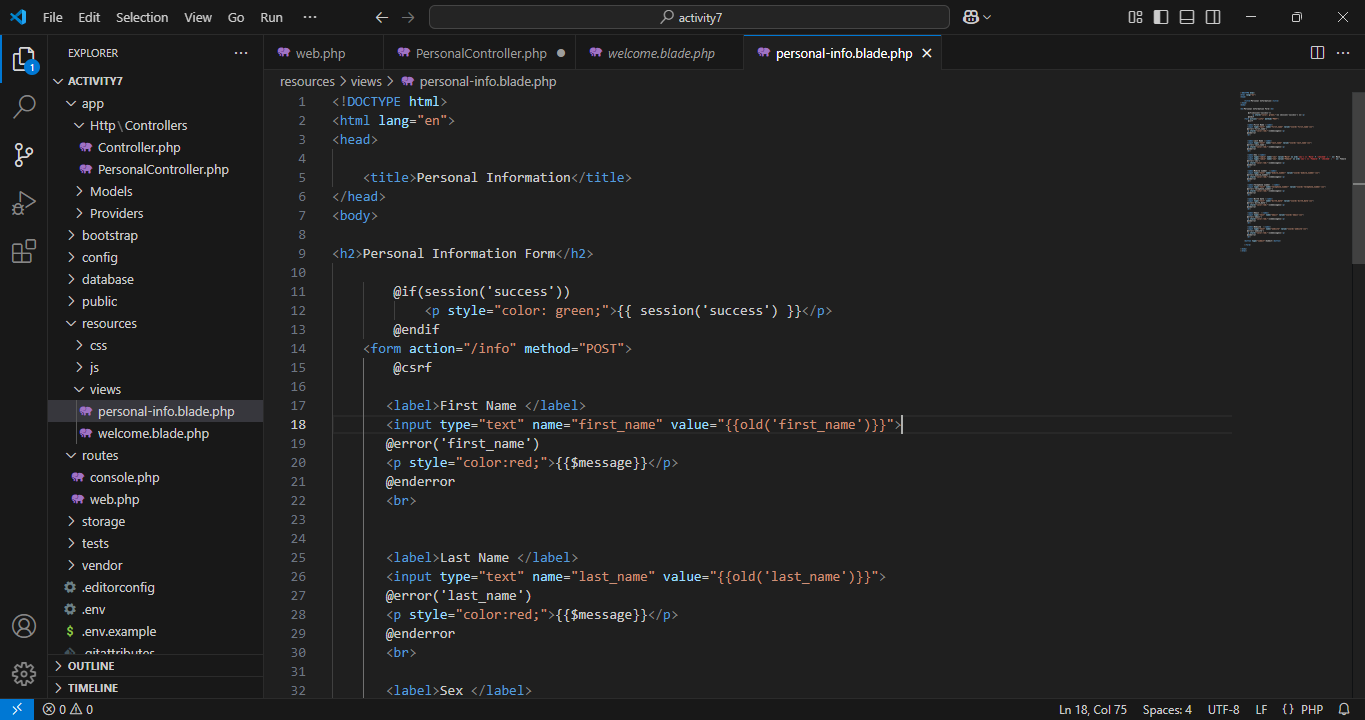 File Edit Selection View Go Run ··· activity7
EXPLORER ···
ACTIVITY7
app
Http\Controllers
Controller.php
PersonalController.php
Models
Providers
bootstrap
config
database
public
resources
css
js
views
personal-info.blade.php
welcome.blade.php
routes
console.php
web.php
storage
tests
vendor
.editorconfig
.env
$ .env.example
.gitattributes
OUTLINE
TIMELINE
1
web.php PersonalController.php welcome.blade.php personal-info.blade.php
resources > views > personal-info.blade.php
1 <!DOCTYPE html>
2 <html lang="en">
3 <head>
4
5 <title>Personal Information</title>
6 </head>
7 <body>
8
9 <h2>Personal Information Form</h2>
10
11 @if(session('success'))
12 <p style="color: green;">{{ session('success') }}</p>
13 @endif
14 <form action="/info" method="POST">
15 @csrf
16
17 <label>First Name </label>
18 <input type="text" name="first_name" value="{{old('first_name')}}">
19 @error('first_name')
20 <p style="color:red;">{{$message}}</p>
21 @enderror
22 <br>
23
24
25 <label>Last Name </label>
26 <input type="text" name="last_name" value="{{old('last_name')}}">
27 @error('last_name')
28 <p style="color:red;">{{$message}}</p>
29 @enderror
30 <br>
31
32 <label>Sex </label>
0 0 Ln 18, Col 75 Spaces: 4 UTF-8 LF {} PHP